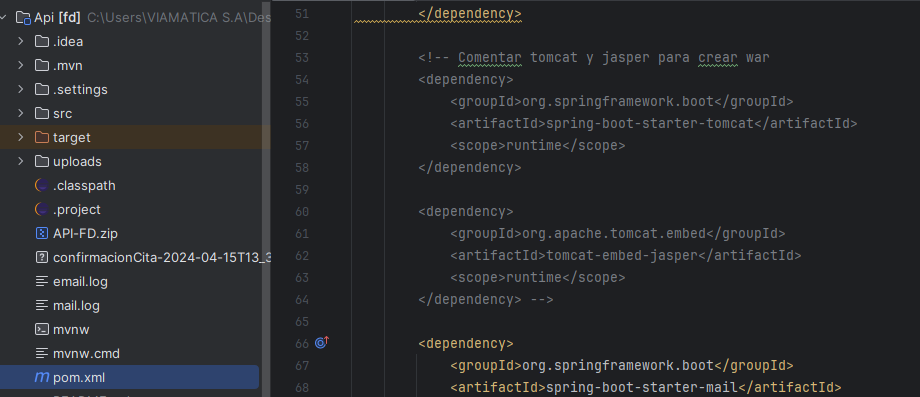 Api [fd] C:\Users\VIAMATICA S.A\Des
.idea
.mvn
.settings
src
target
uploads
.classpath
.project
API-FD.zip
confirmacionCita-2024-04-15T13_3
email.log
mail.log
mvnw
mvnw.cmd
pom.xml
51 </dependency>
52
53 <!-- Comentar tomcat y jasper para crear war
54 <dependency>
55 <groupId>org.springframework.boot</groupId>
56 <artifactId>spring-boot-starter-tomcat</artifactId>
57 <scope>runtime</scope>
58 </dependency>
59
60 <dependency>
61 <groupId>org.apache.tomcat.embed</groupId>
62 <artifactId>tomcat-embed-jasper</artifactId>
63 <scope>runtime</scope>
64 </dependency> -->
65
66 <dependency>
67 <groupId>org.springframework.boot</groupId>
68 <artifactId>spring-boot-starter-mail</artifactId>